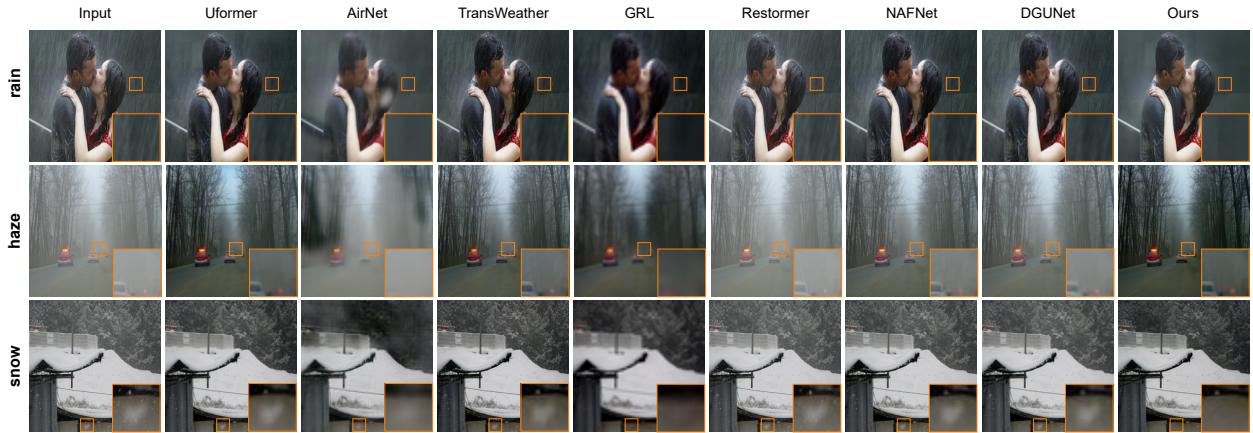 Input Uformer AirNet TransWeather GRL Restormer NAFNet DGUNet Ours
rain
haze
snow